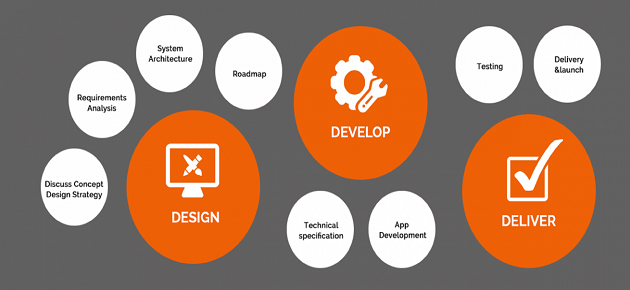 Discuss Concept
Design Strategy
Requirements
Analysis
System
Architecture
Roadmap
DESIGN
DEVELOP
Technical
specification
App
Development
Testing
Delivery
&launch
DELIVER